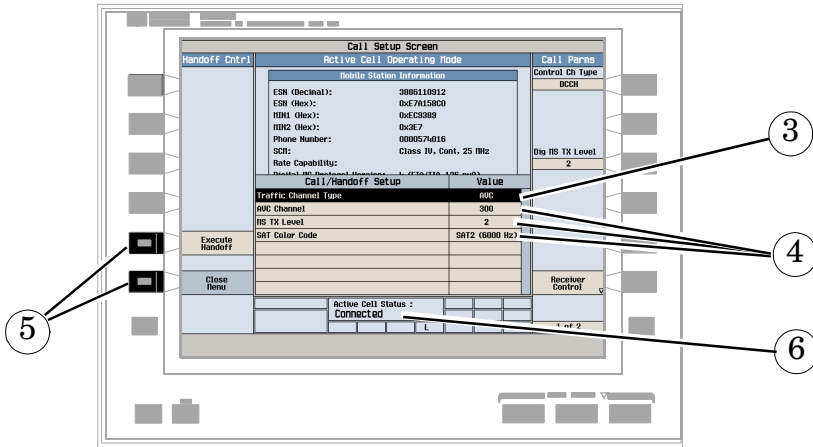 Call Setup Screen
Handoff Cntrl
Active Cell Operating Mode
Call Parms
Mobile Station Information
Control Ch Type
DCCH
ESN (Decimal): 3886110912
ESN (Hex): 0xE7A158C0
MIN1 (Hex): 0xEC9389
MIN2 (Hex): 0x3E7
Phone Number: 0000574016
SCM: Class IV, Cont, 25 MHz
Rate Capability:
Dig MS TX Level
2
Call/Handoff Setup Value
Traffic Channel Type AVC
AVC Channel 300
MS TX Level 2
SAT Color Code SAT2 (6000 Hz)
Execute
Handoff
Close
Menu
Receiver
Control
Active Cell Status :
Connected
L
1 of 2
3
4
5
6